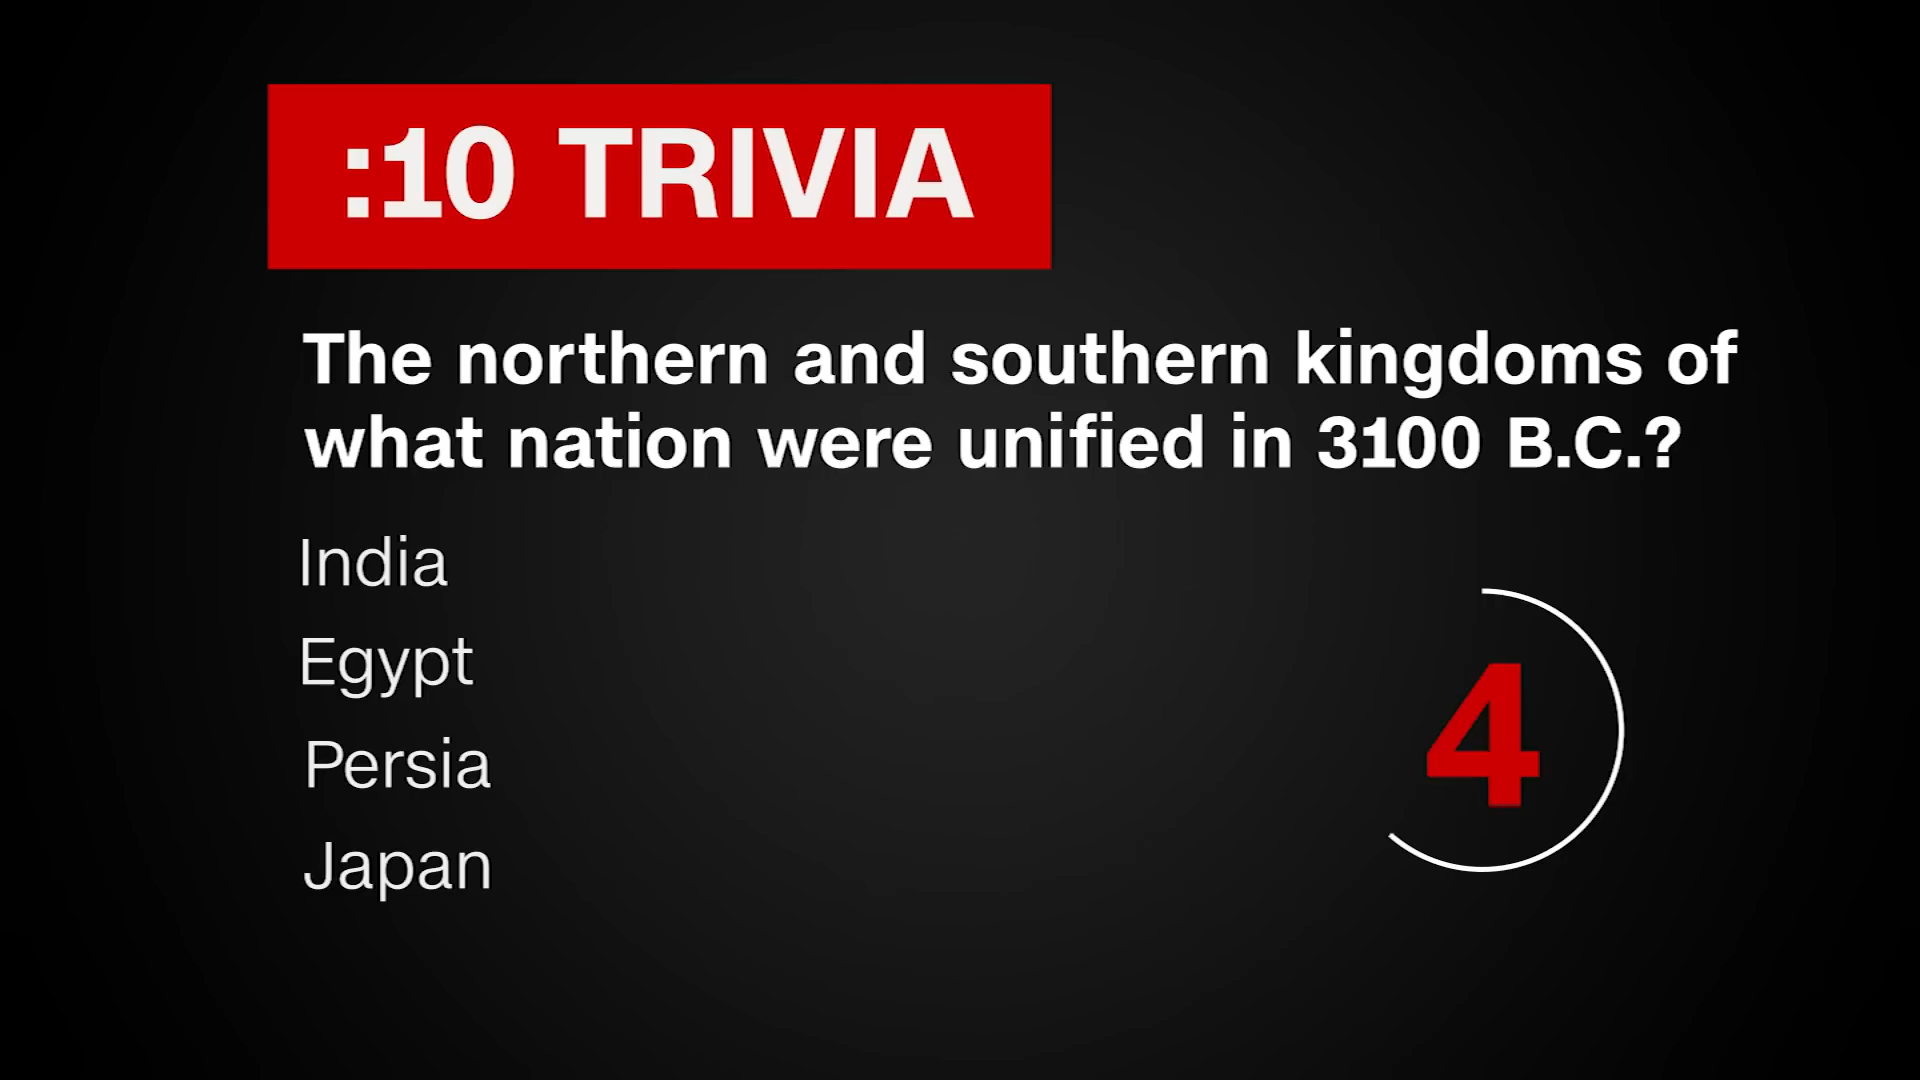 :10 TRIVIA
The northern and southern kingdoms of
what nation were unified in 3100 B.C.?
India
Egypt
Persia
Japan
4